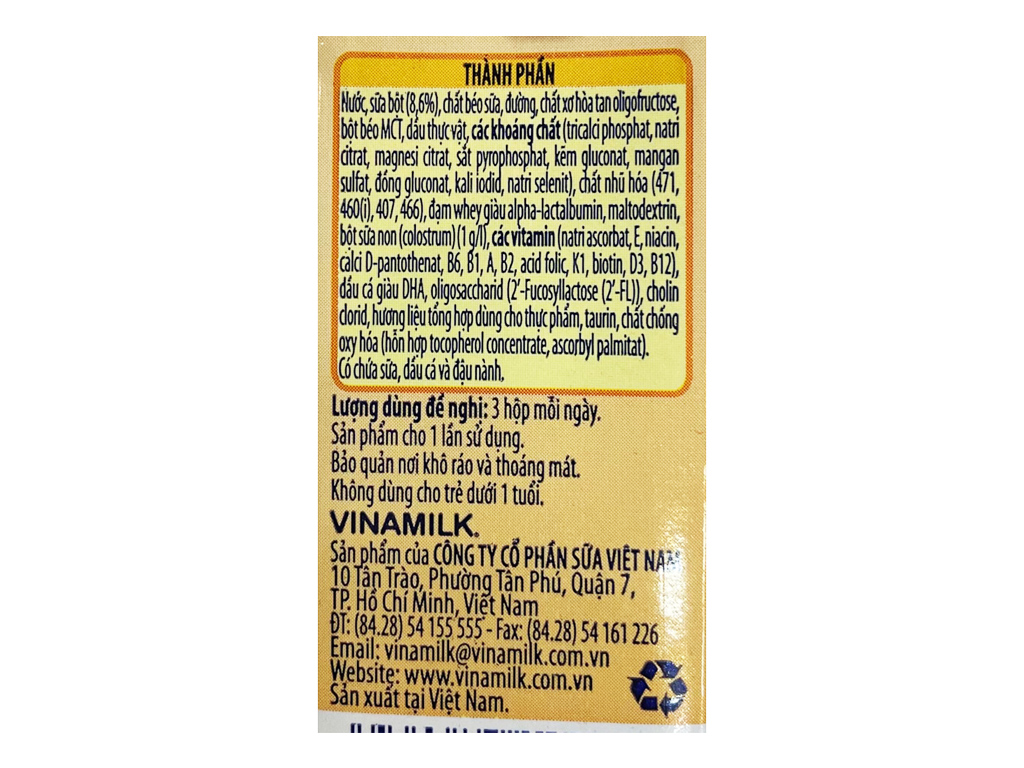 THÀNH PHẦN
Nước, sữa bột (8,6%), chất béo sữa, đường, chất xơ hòa tan oligofructose,
bột béo MCT, dầu thực vật, các khoáng chất (tricalci phosphat, natri
citrat, magnesi citrat, sắt pyrophosphat, kẽm gluconat, mangan
sulfat, đồng gluconat, kali iodid, natri selenit), chất nhũ hóa (471,
460(i), 407, 466), đạm whey giàu alpha-lactalbumin, maltodextrin,
bột sữa non (colostrum) (1 g/l), các vitamin (natri ascorbat, E, niacin,
calci D-pantothenat, B6, B1, A, B2, acid folic, K1, biotin, D3, B12),
dầu cá giàu DHA, oligosaccharid (2’-Fucosyllactose (2’-FL)), cholin
clorid, hương liệu tổng hợp dùng cho thực phẩm, taurin, chất chống
oxy hóa (hỗn hợp tocopherol concentrate, ascorbyl palmitat).
Có chứa sữa, dầu cá và đậu nành.
Lượng dùng đề nghị: 3 hộp mỗi ngày.
Sản phẩm cho 1 lần sử dụng.
Bảo quản nơi khô ráo và thoáng mát.
Không dùng cho trẻ dưới 1 tuổi.
VINAMILK®
Sản phẩm của CÔNG TY CỔ PHẦN SỮA VIỆT NAM
10 Tân Trào, Phường Tân Phú, Quận 7,
TP. Hồ Chí Minh, Việt Nam
ĐT: (84.28) 54 155 555 - Fax: (84.28) 54 161 226
Email: vinamilk@vinamilk.com.vn
Website: www.vinamilk.com.vn
Sản xuất tại Việt Nam.